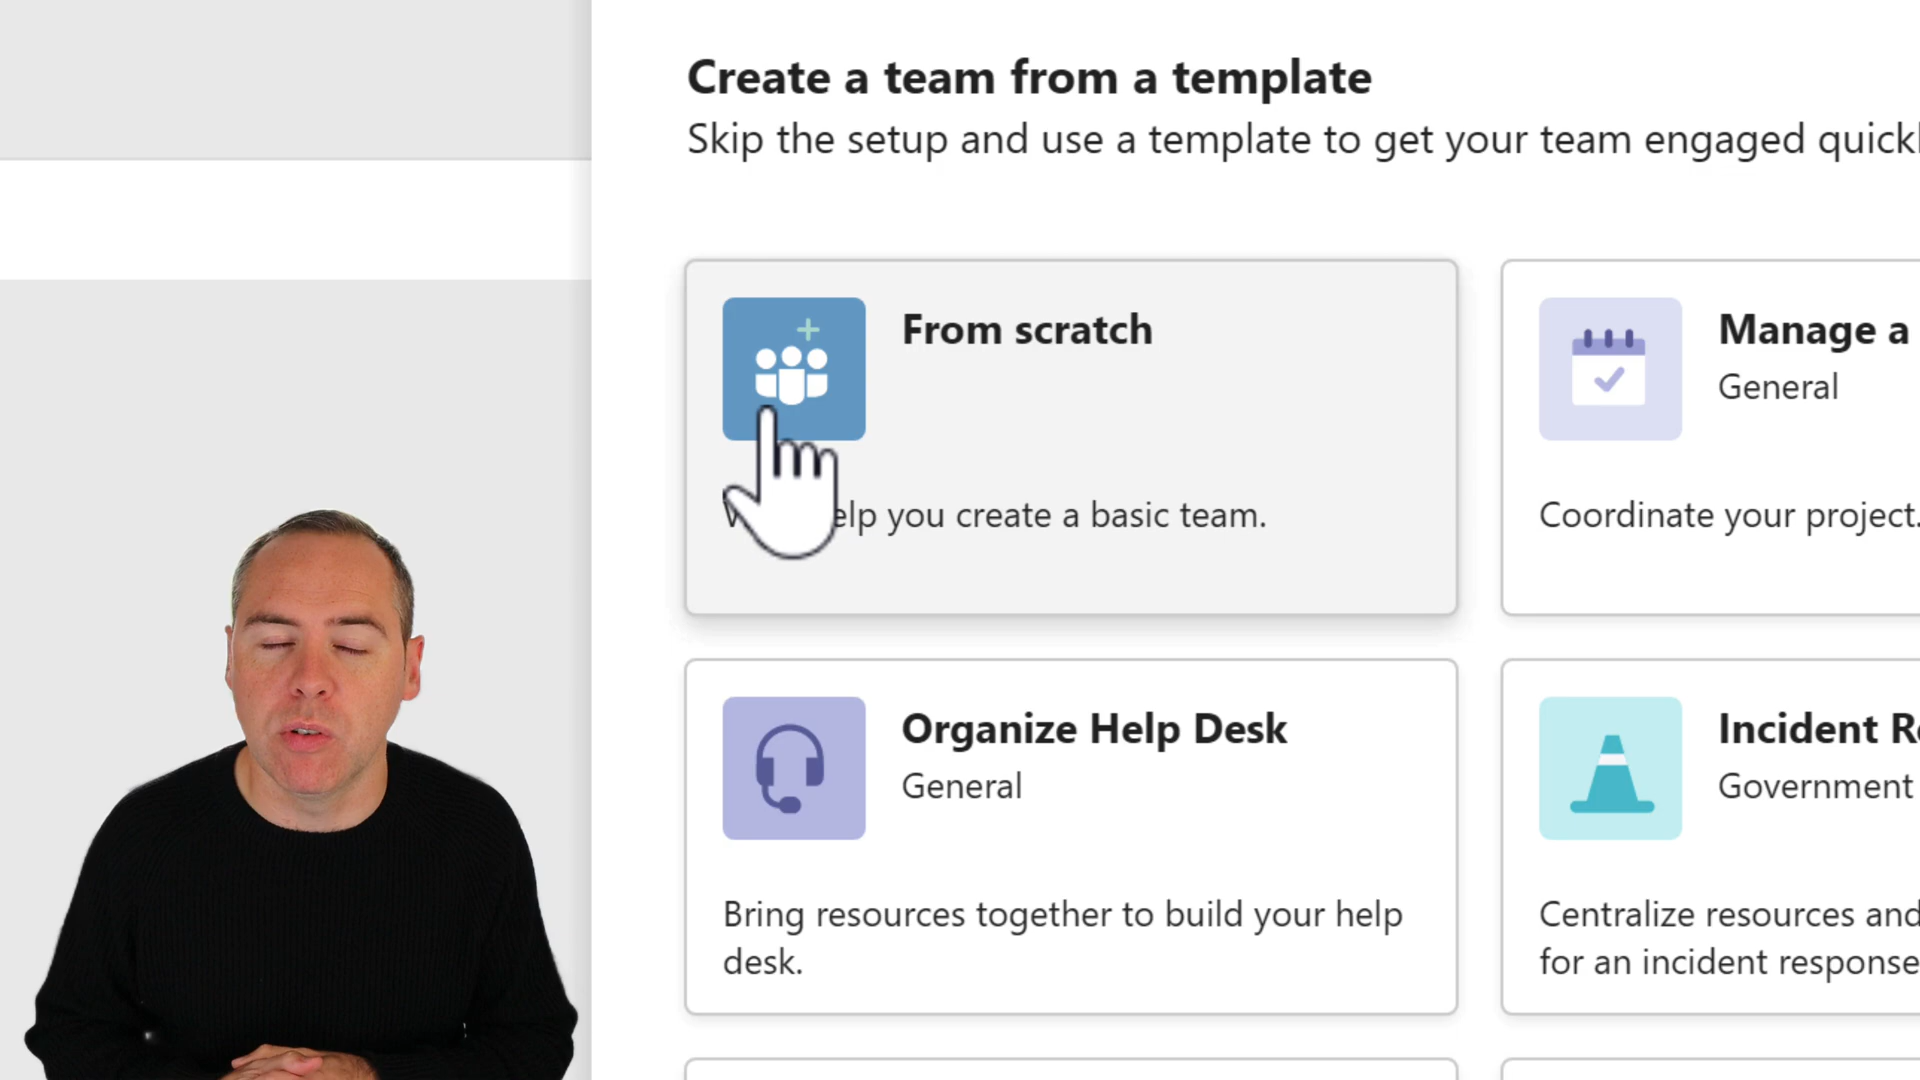 Create a team from a template
Skip the setup and use a template to get your team engaged
From scratch
elp you create a basic team.
Manage a
General
Coordinate your project.
Organize Help Desk
General
Bring resources together to build your help
desk.
Incident
Government
Centralize resources and
for an incident response